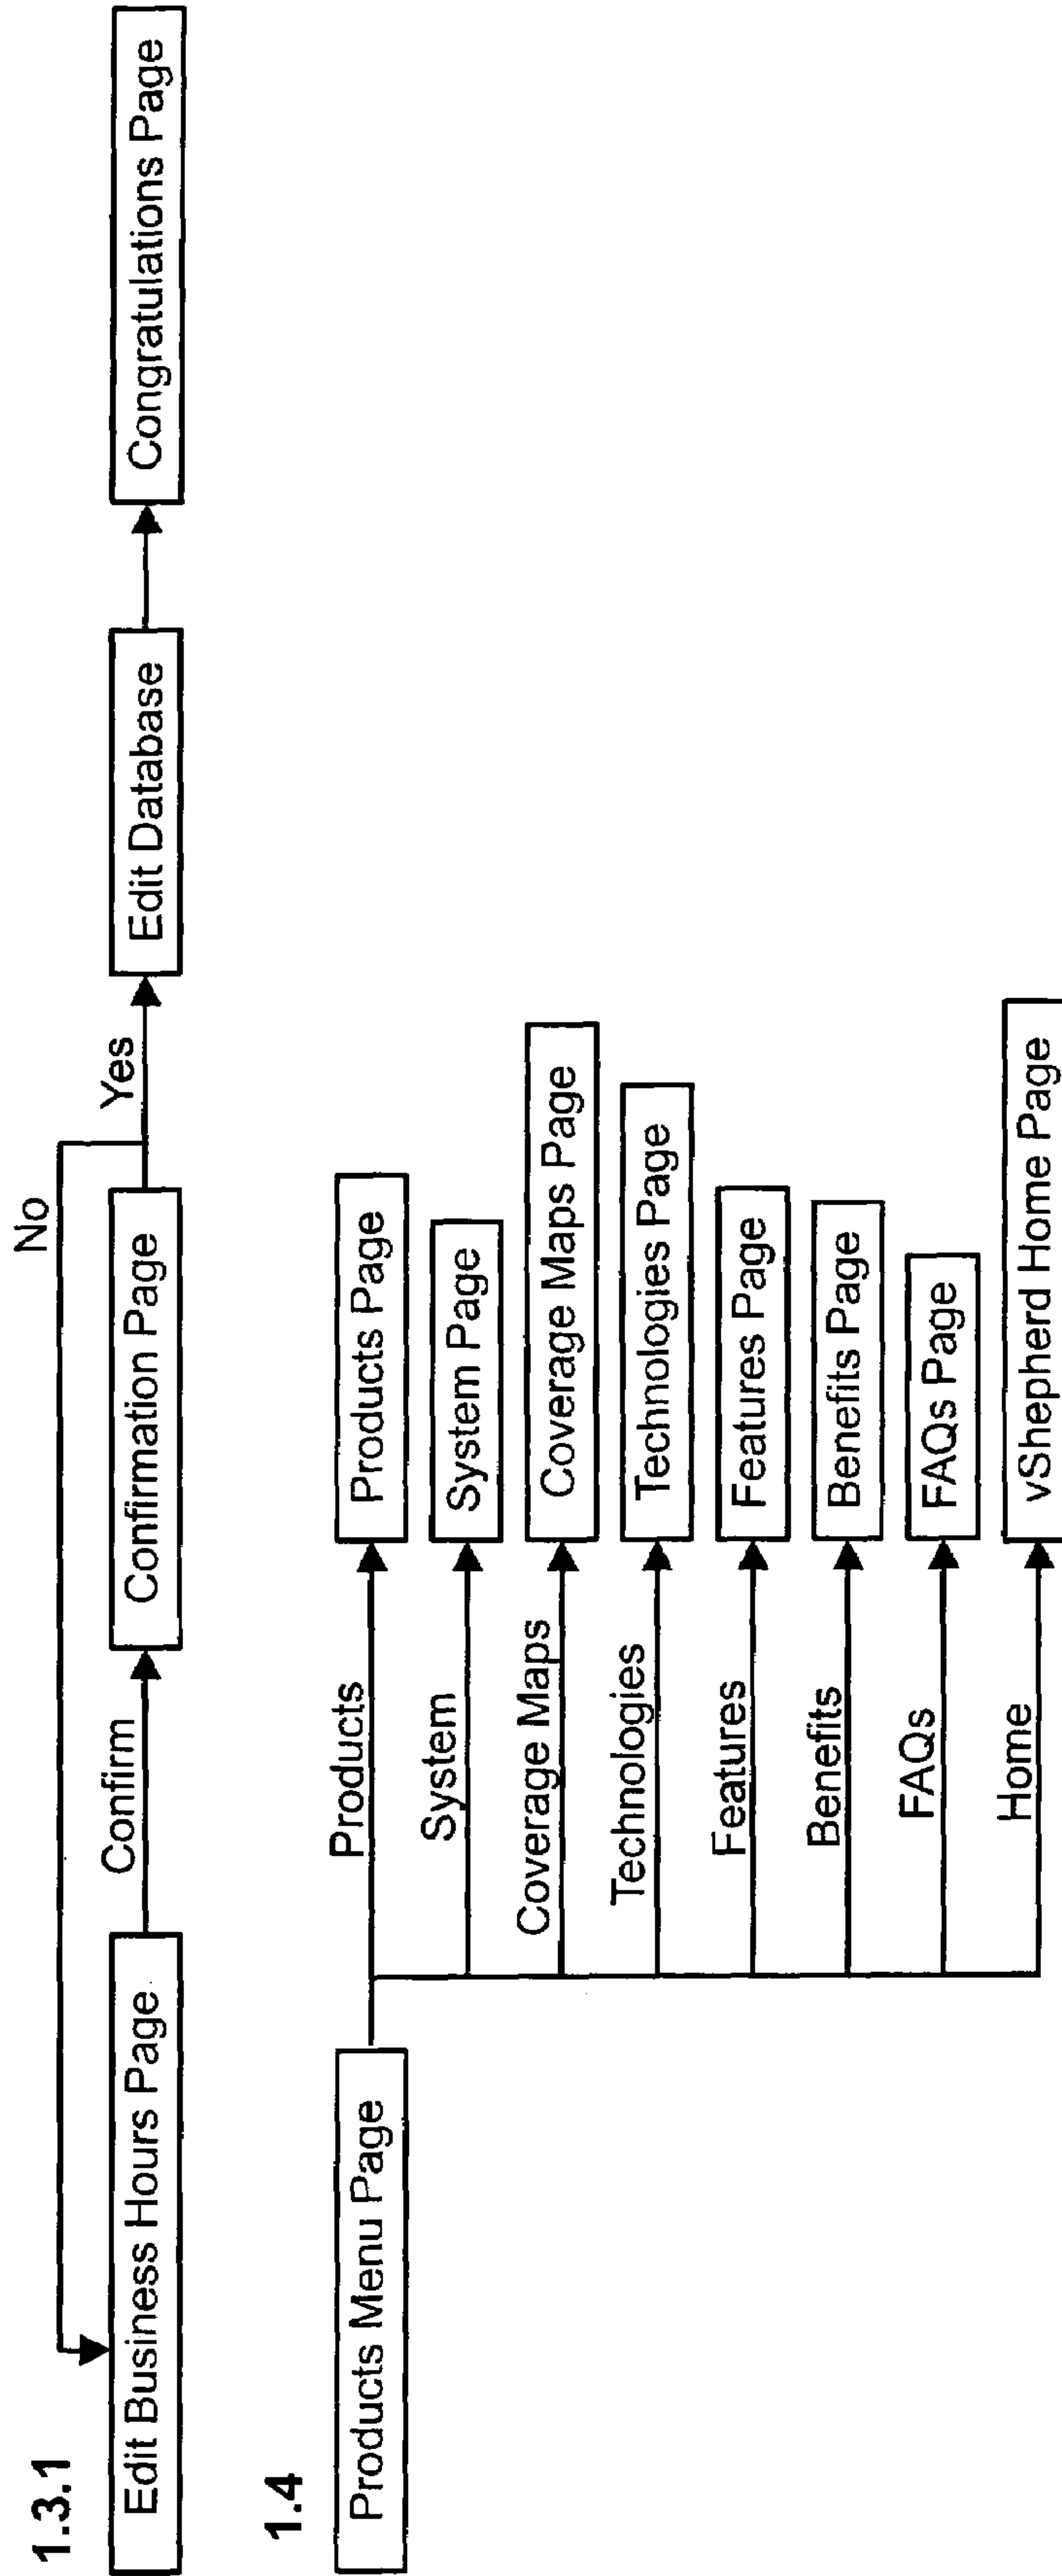 1.3.1
No
Edit Business Hours Page
Confirm
Confirmation Page
Yes
Edit Database
Congratulations Page
1.4
Products Menu Page
Products
Products Page
System
System Page
Coverage Maps
Coverage Maps Page
Technologies
Technologies Page
Features
Features Page
Benefits
Benefits Page
FAQs
FAQs Page
Home
vShepherd Home Page